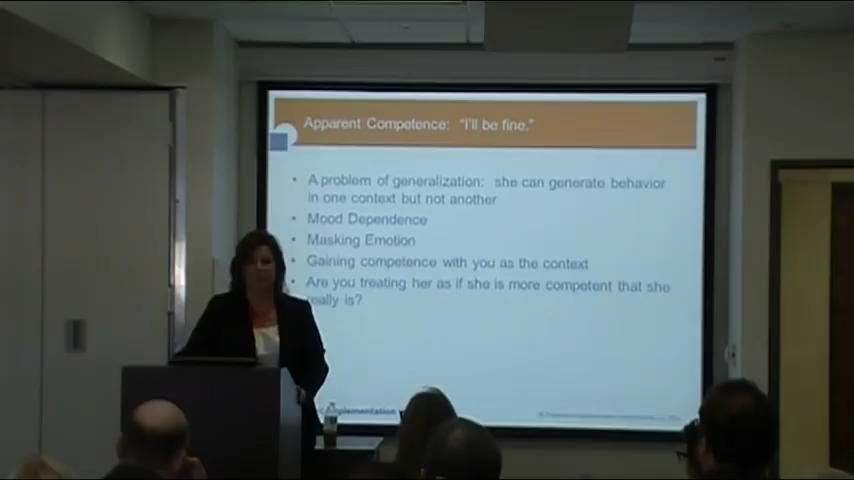 Apparent Competence: "I'll be fine."
• A problem of generalization: she can generate behavior
in one context but not another
• Mood Dependence
• Masking Emotion
• Gaining competence with you as the context
• Are you treating her as if she is more competent that she
really is?
Implementation